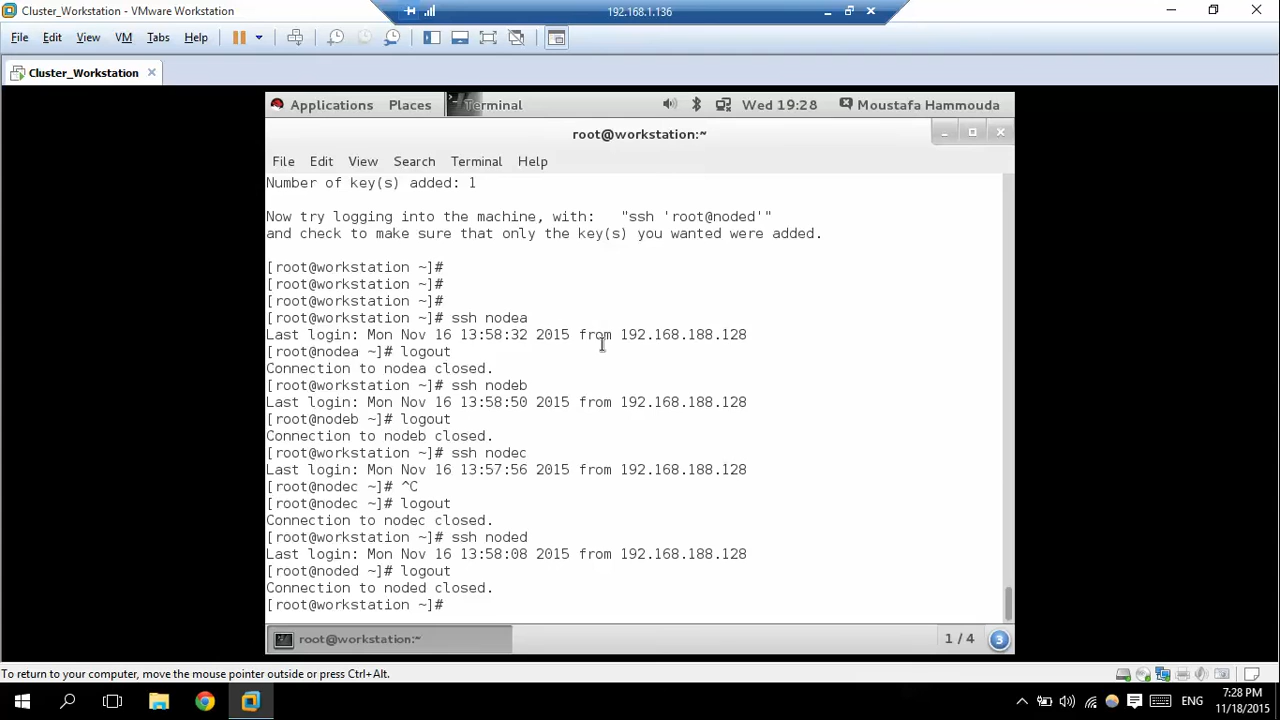 Cluster_Workstation - VMware Workstation
192.168.1.136
File Edit View VM Tabs Help
Cluster_Workstation
Applications Places Terminal Wed 19:28 Moustafa Hammouda
root@workstation:~
File Edit View Search Terminal Help
Number of key(s) added: 1
Now try logging into the machine, with:   "ssh 'root@noded'"
and check to make sure that only the key(s) you wanted were added.
[root@workstation ~]#
[root@workstation ~]#
[root@workstation ~]#
[root@workstation ~]# ssh nodea
Last login: Mon Nov 16 13:58:32 2015 from 192.168.188.128
[root@nodea ~]# logout
Connection to nodea closed.
[root@workstation ~]# ssh nodeb
Last login: Mon Nov 16 13:58:50 2015 from 192.168.188.128
[root@nodeb ~]# logout
Connection to nodeb closed.
[root@workstation ~]# ssh nodec
Last login: Mon Nov 16 13:57:56 2015 from 192.168.188.128
[root@nodec ~]# ^C
[root@nodec ~]# logout
Connection to nodec closed.
[root@workstation ~]# ssh noded
Last login: Mon Nov 16 13:58:08 2015 from 192.168.188.128
[root@noded ~]# logout
Connection to noded closed.
[root@workstation ~]#
root@workstation:~ 1 / 4 3
To return to your computer, move the mouse pointer outside or press Ctrl+Alt.
ENG 7:28 PM
11/18/2015